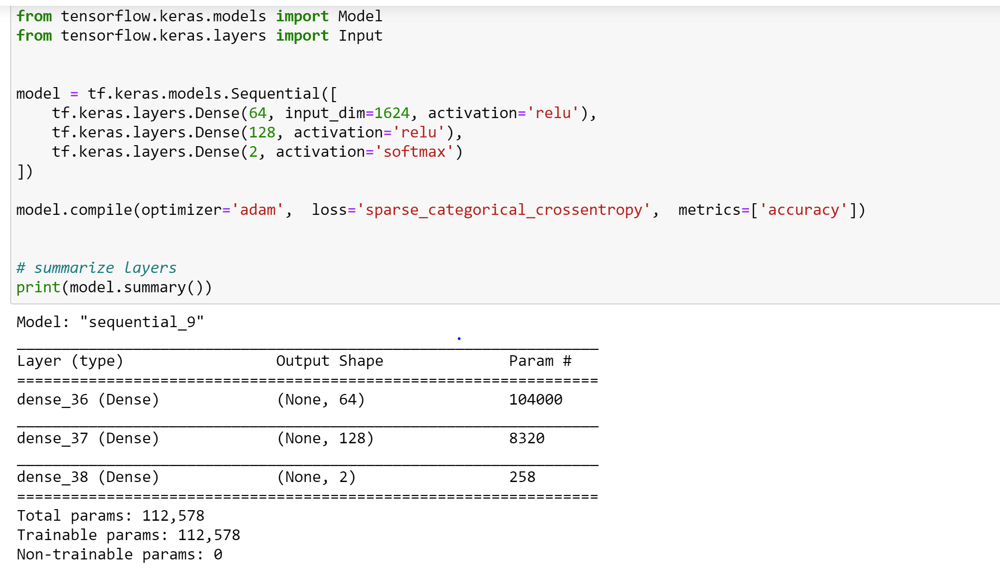 from tensorflow.keras.models import Model
from tensorflow.keras.layers import Input
model = tf.keras.models.Sequential([
    tf.keras.layers.Dense(64, input_dim=1624, activation='relu'),
    tf.keras.layers.Dense(128, activation='relu'),
    tf.keras.layers.Dense(2, activation='softmax')
])
model.compile(optimizer='adam',  loss='sparse_categorical_crossentropy',  metrics=['accuracy'])
# summarize layers
print(model.summary())
Model: "sequential_9"
_________________________________________________________________
Layer (type)                 Output Shape              Param #
=================================================================
dense_36 (Dense)             (None, 64)                104000
_________________________________________________________________
dense_37 (Dense)             (None, 128)               8320
_________________________________________________________________
dense_38 (Dense)             (None, 2)                 258
=================================================================
Total params: 112,578
Trainable params: 112,578
Non-trainable params: 0